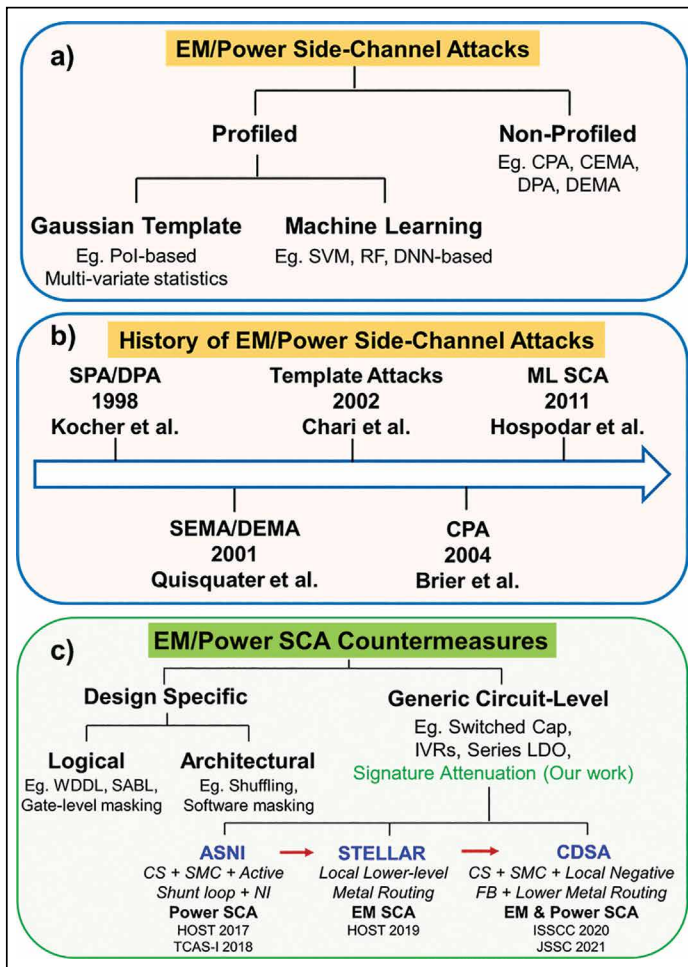 a)
EM/Power Side-Channel Attacks
Profiled
Non-Profiled
Eg. CPA, CEMA,
DPA, DEMA
Gaussian Template
Eg. PoI-based
Multi-variate statistics
Machine Learning
Eg. SVM, RF, DNN-based
b)
History of EM/Power Side-Channel Attacks
SPA/DPA
1998
Kocher et al.
Template Attacks
2002
Chari et al.
ML SCA
2011
Hospodar et al.
SEMA/DEMA
2001
Quisquater et al.
CPA
2004
Brier et al.
c)
EM/Power SCA Countermeasures
Design Specific
Generic Circuit-Level
Eg. Switched Cap,
IVRs, Series LDO,
Signature Attenuation (Our work)
Logical
Eg. WDDL, SABL,
Gate-level masking
Architectural
Eg. Shuffling,
Software masking
ASNI
CS + SMC + Active
Shunt loop + NI
Power SCA
HOST 2017
TCAS-I 2018
STELLAR
Local Lower-level
Metal Routing
EM SCA
HOST 2019
CDSA
CS + SMC + Local Negative
FB + Lower Metal Routing
EM & Power SCA
ISSCC 2020
JSSC 2021